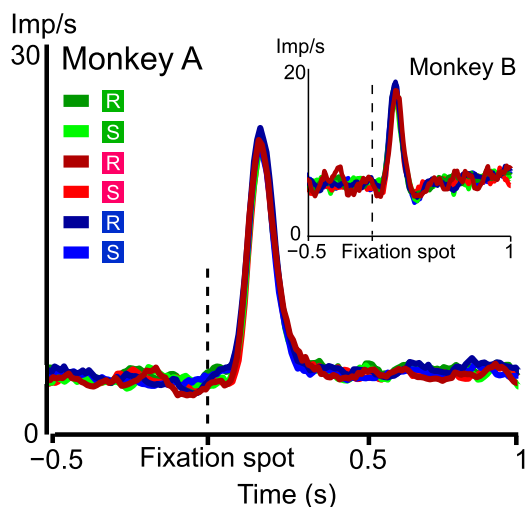 Imp/s
30
Monkey A
R
S
R
S
R
S
0
−0.5
Fixation spot
0.5
1
Time (s)
Imp/s
20
Monkey B
0
−0.5
Fixation spot
1